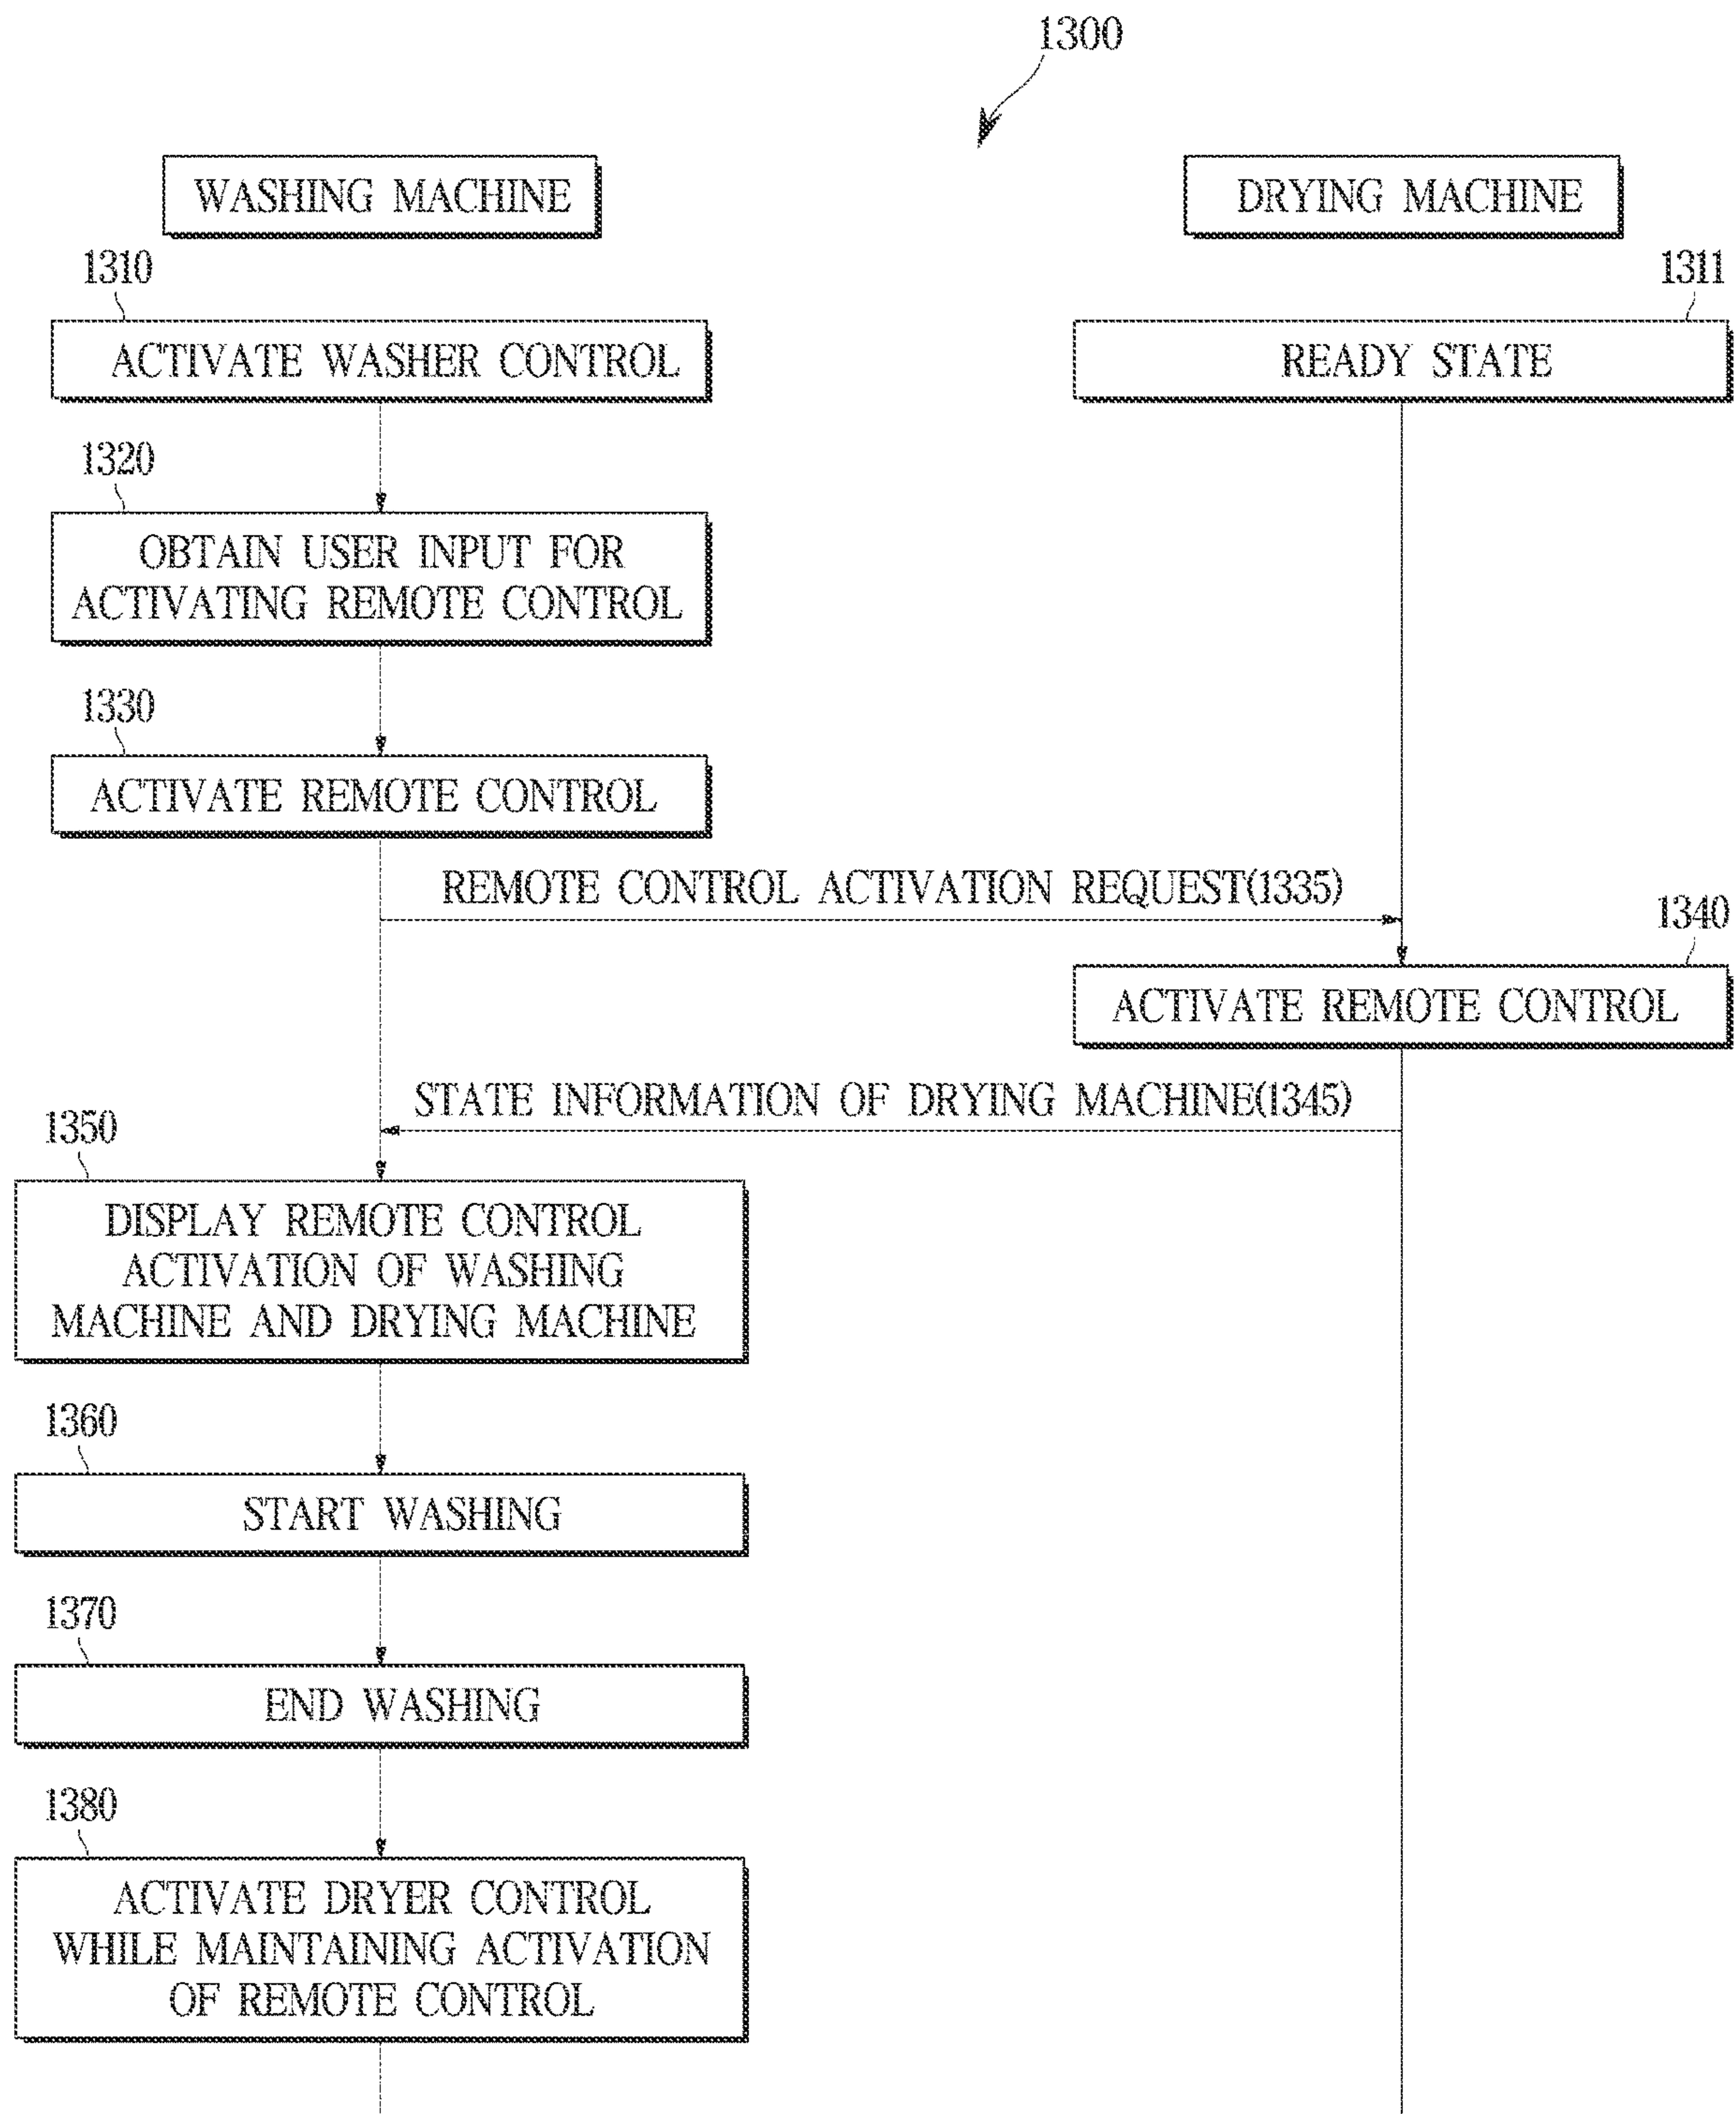 1300
WASHING MACHINE
DRYING MACHINE
1310
1311
ACTIVATE WASHER CONTROL
READY STATE
1320
OBTAIN USER INPUT FOR
ACTIVATING REMOTE CONTROL
1330
ACTIVATE REMOTE CONTROL
REMOTE CONTROL ACTIVATION REQUEST(1335)
1340
ACTIVATE REMOTE CONTROL
STATE INFORMATION OF DRYING MACHINE(1345)
1350
DISPLAY REMOTE CONTROL
ACTIVATION OF WASHING
MACHINE AND DRYING MACHINE
1360
START WASHING
1370
END WASHING
1380
ACTIVATE DRYER CONTROL
WHILE MAINTAINING ACTIVATION
OF REMOTE CONTROL